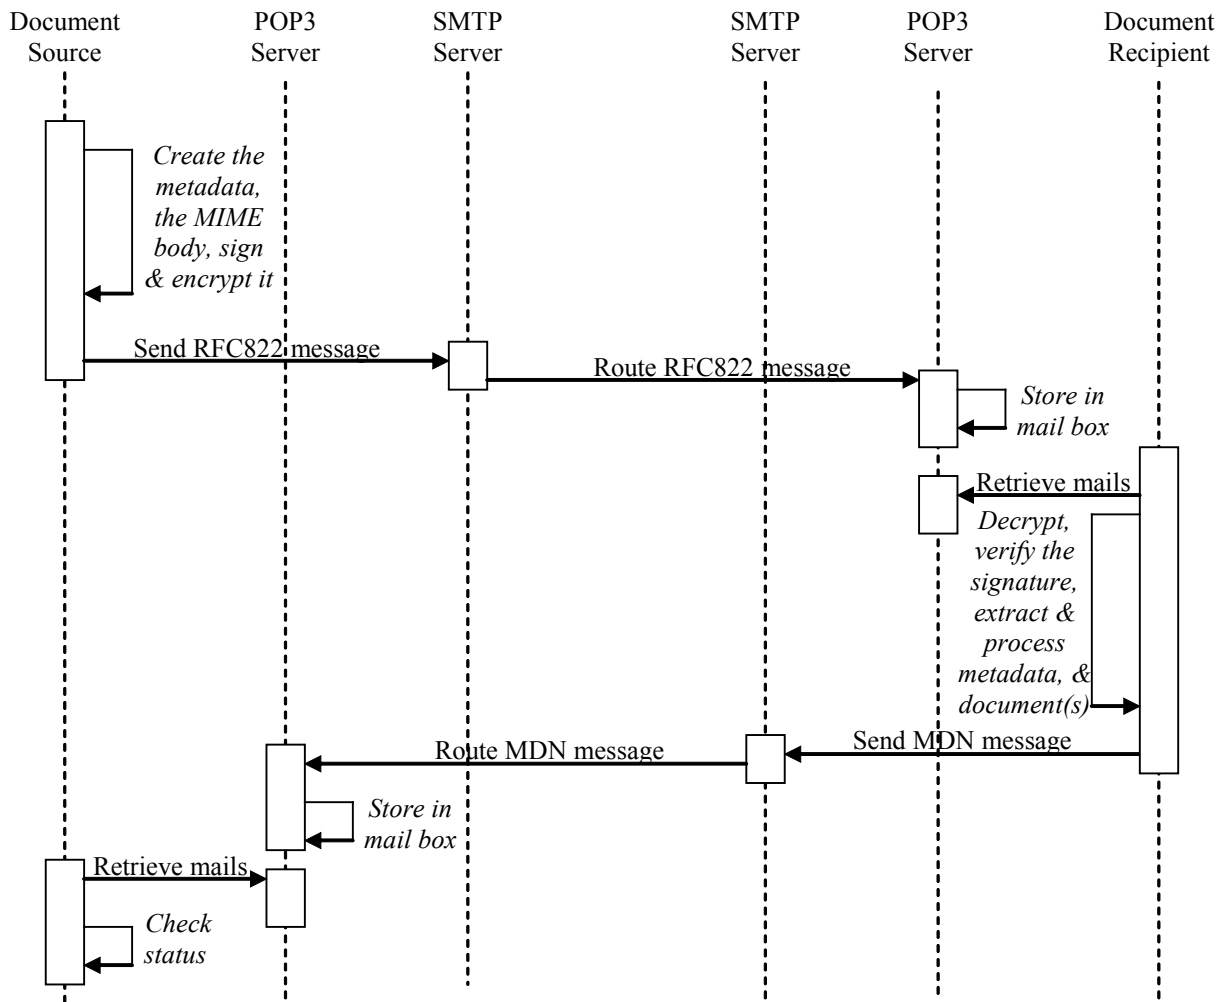 Document
Source
POP3
Server
SMTP
Server
SMTP
Server
POP3
Server
Document
Recipient
Create the
metadata,
the MIME
body, sign
& encrypt it
Send RFC822 message
Route RFC822 message
Store in
mail box
Retrieve mails
Decrypt,
verify the
signature,
extract &
process
metadata, &
document(s)
Send MDN message
Route MDN message
Store in
mail box
Retrieve mails
Check
status